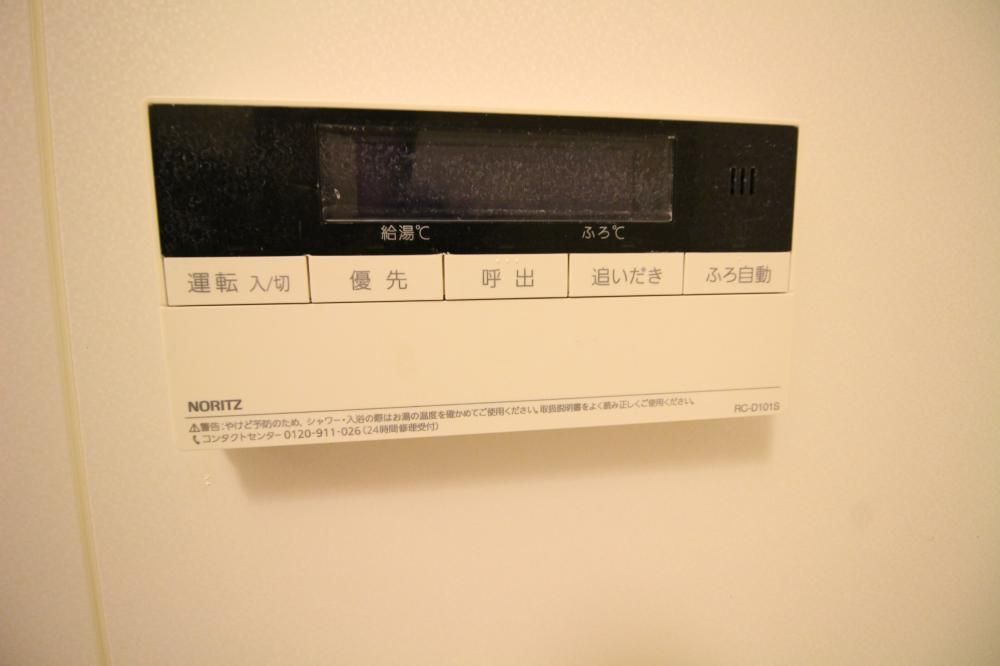 給湯℃ ふろ℃
運転 入/切 優先 呼出 追いだき ふろ自動
NORITZ
RC-D101S
⚠警告:やけど予防のため、シャワー・入浴の際はお湯の温度を確かめてご使用ください。取扱説明書をよく読み正しくご使用ください。
コンタクトセンター 0120-911-026(24時間修理受付)